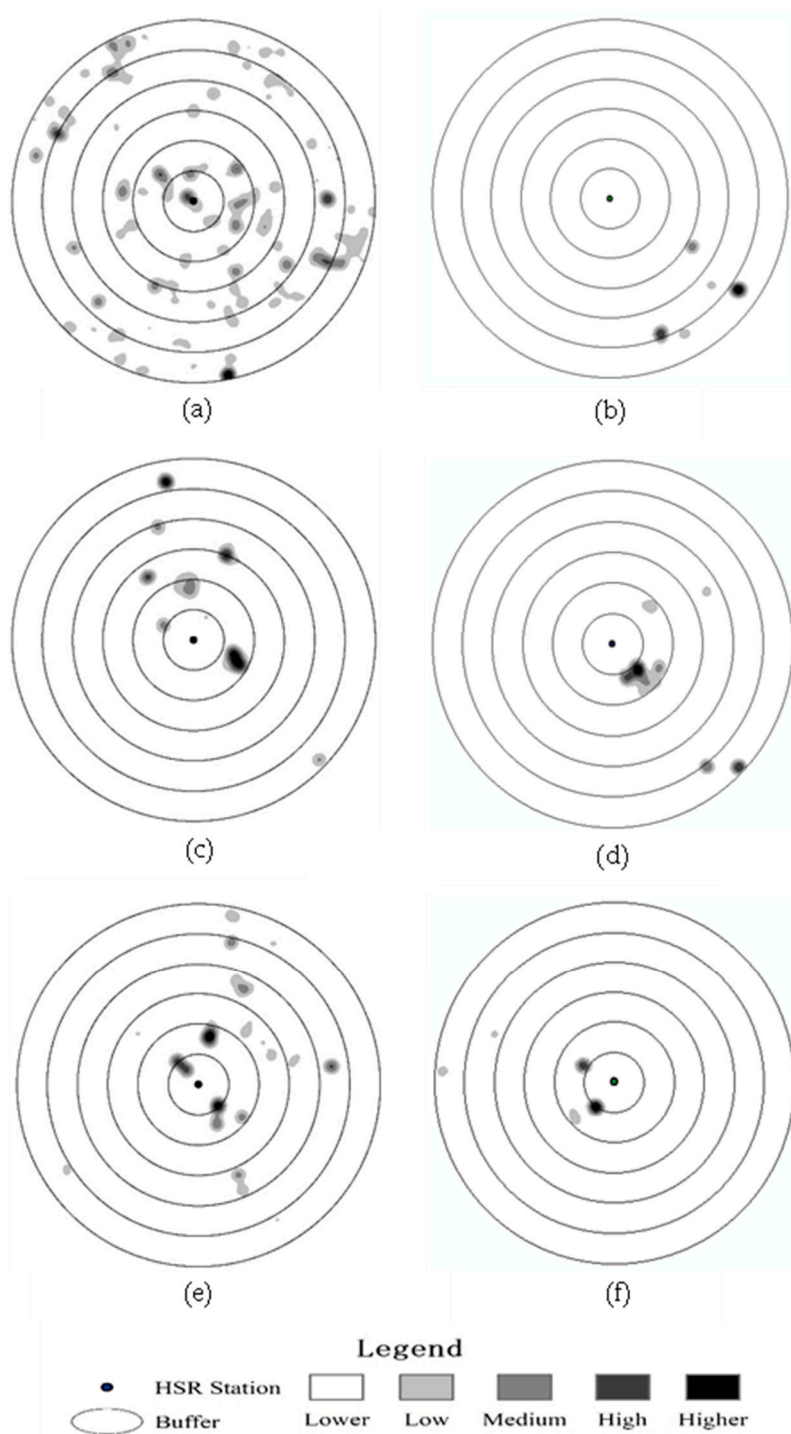 (a)
(b)
(c)
(d)
(e)
(f)
Legend
HSR Station
Buffer
Lower
Low
Medium
High
Higher